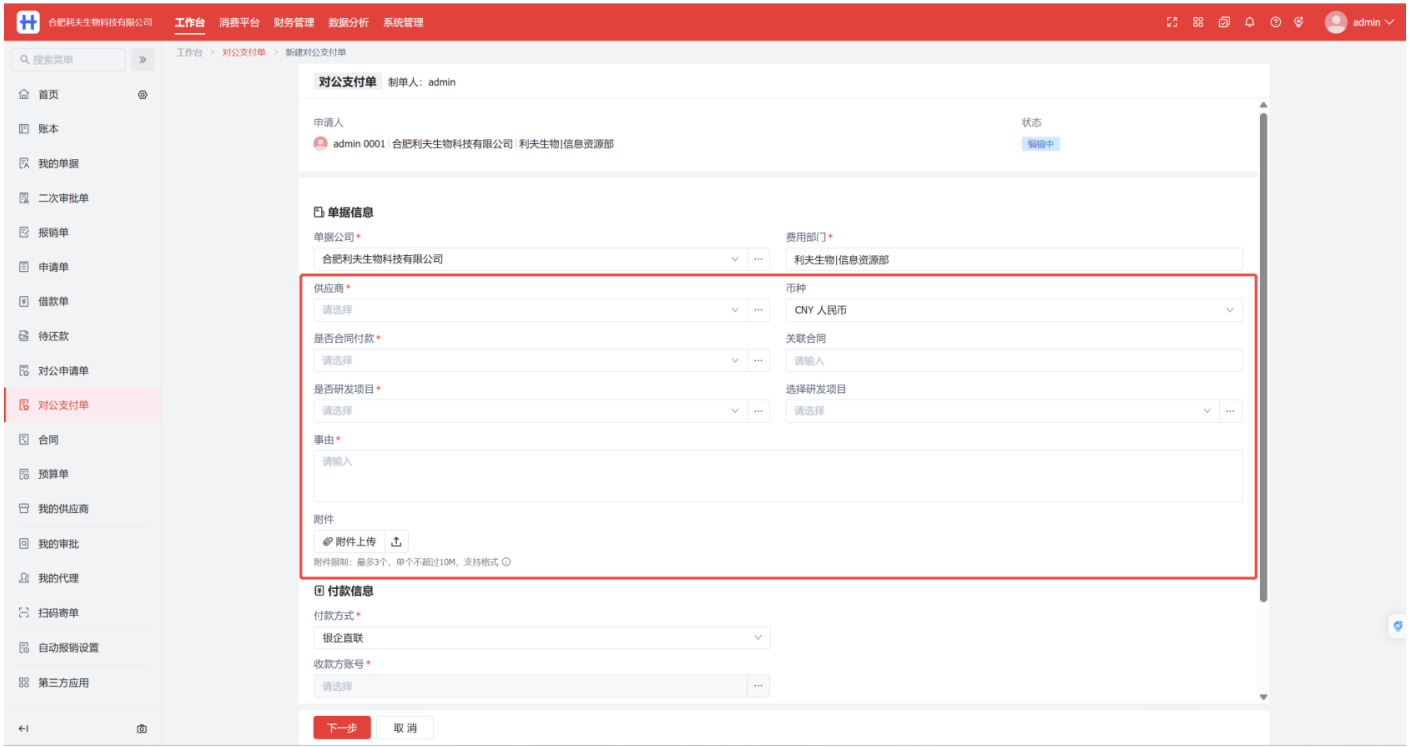 合肥利夫生物科技有限公司 工作台 消费平台 财务管理 数据分析 系统管理 admin
搜索菜单
首页
账本
我的单据
二次审批单
报销单
申请单
借款单
待还款
对公申请单
对公支付单
合同
预算单
我的供应商
我的审批
我的代理
扫码寄单
自动报销设置
第三方应用
工作台 > 对公支付单 > 新建对公支付单
对公支付单 制单人: admin
申请人 状态
admin 0001 合肥利夫生物科技有限公司 利夫生物|信息资源部 编辑中
单据信息
单据公司* 费用部门*
合肥利夫生物科技有限公司 ... 利夫生物|信息资源部
供应商* 币种
请选择 ... CNY 人民币
是否合同付款* 关联合同
请选择 ... 请输入
是否研发项目* 选择研发项目
请选择 ... 请选择 ...
事由*
请输入
附件
附件上传
附件限制: 最多3个, 单个不超过10M, 支持格式
付款信息
付款方式*
银企直联
收款方账号*
请选择 ...
下一步 取 消